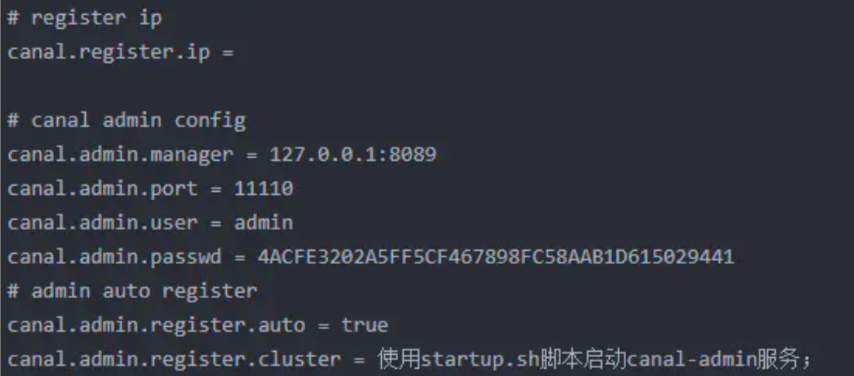 # register ip
canal.register.ip =
# canal admin config
canal.admin.manager = 127.0.0.1:8089
canal.admin.port = 11110
canal.admin.user = admin
canal.admin.passwd = 4ACFE3202A5FF5CF467898FC58AAB1D615029441
# admin auto register
canal.admin.register.auto = true
canal.admin.register.cluster = 使用startup.sh脚本启动canal-admin服务；